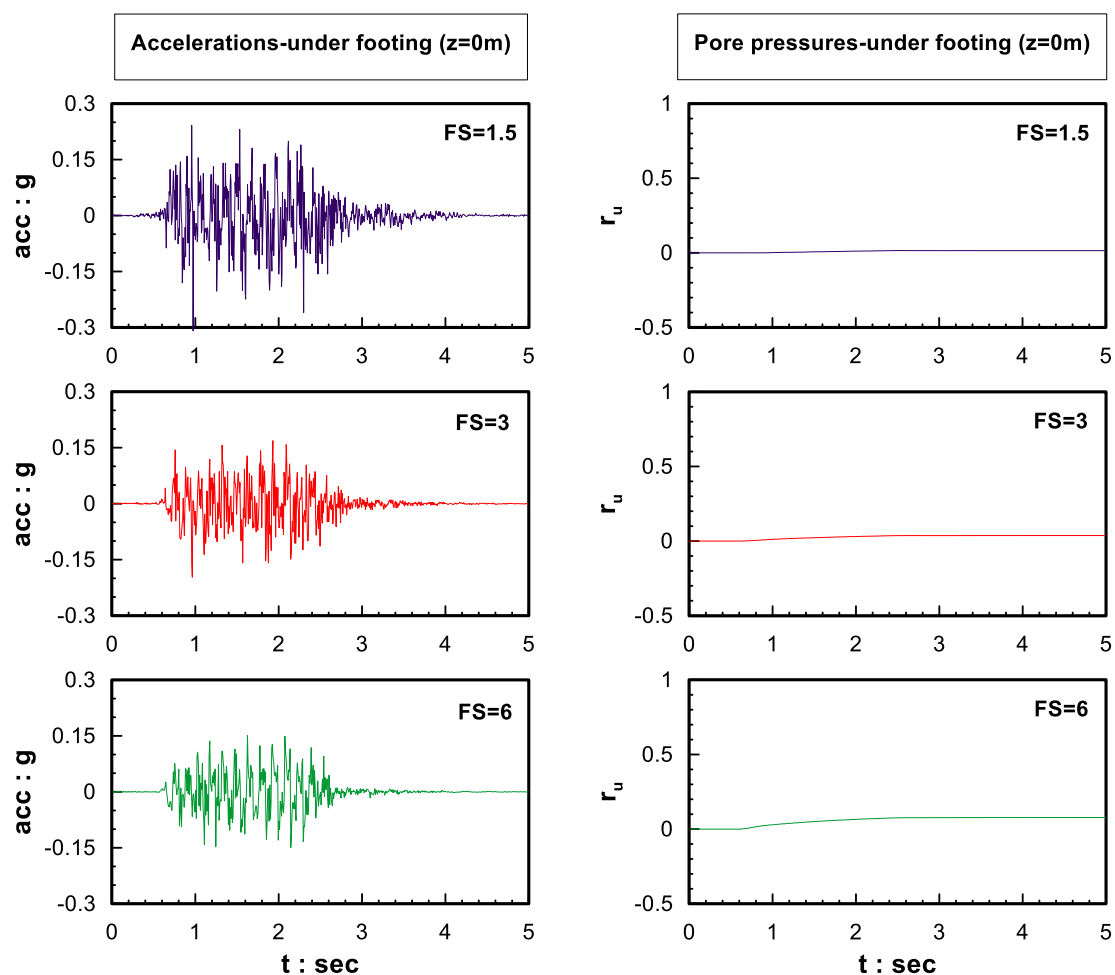 Accelerations-under footing (z=0m)
Pore pressures-under footing (z=0m)
0.3
0.15
0
-0.15
-0.3
acc : g
FS=1.5
0 1 2 3 4 5
1
0.5
0
-0.5
r_u
FS=1.5
0 1 2 3 4 5
0.3
0.15
0
-0.15
-0.3
acc : g
FS=3
0 1 2 3 4 5
1
0.5
0
-0.5
r_u
FS=3
0 1 2 3 4 5
0.3
0.15
0
-0.15
-0.3
acc : g
FS=6
0 1 2 3 4 5
t : sec
1
0.5
0
-0.5
r_u
FS=6
0 1 2 3 4 5
t : sec